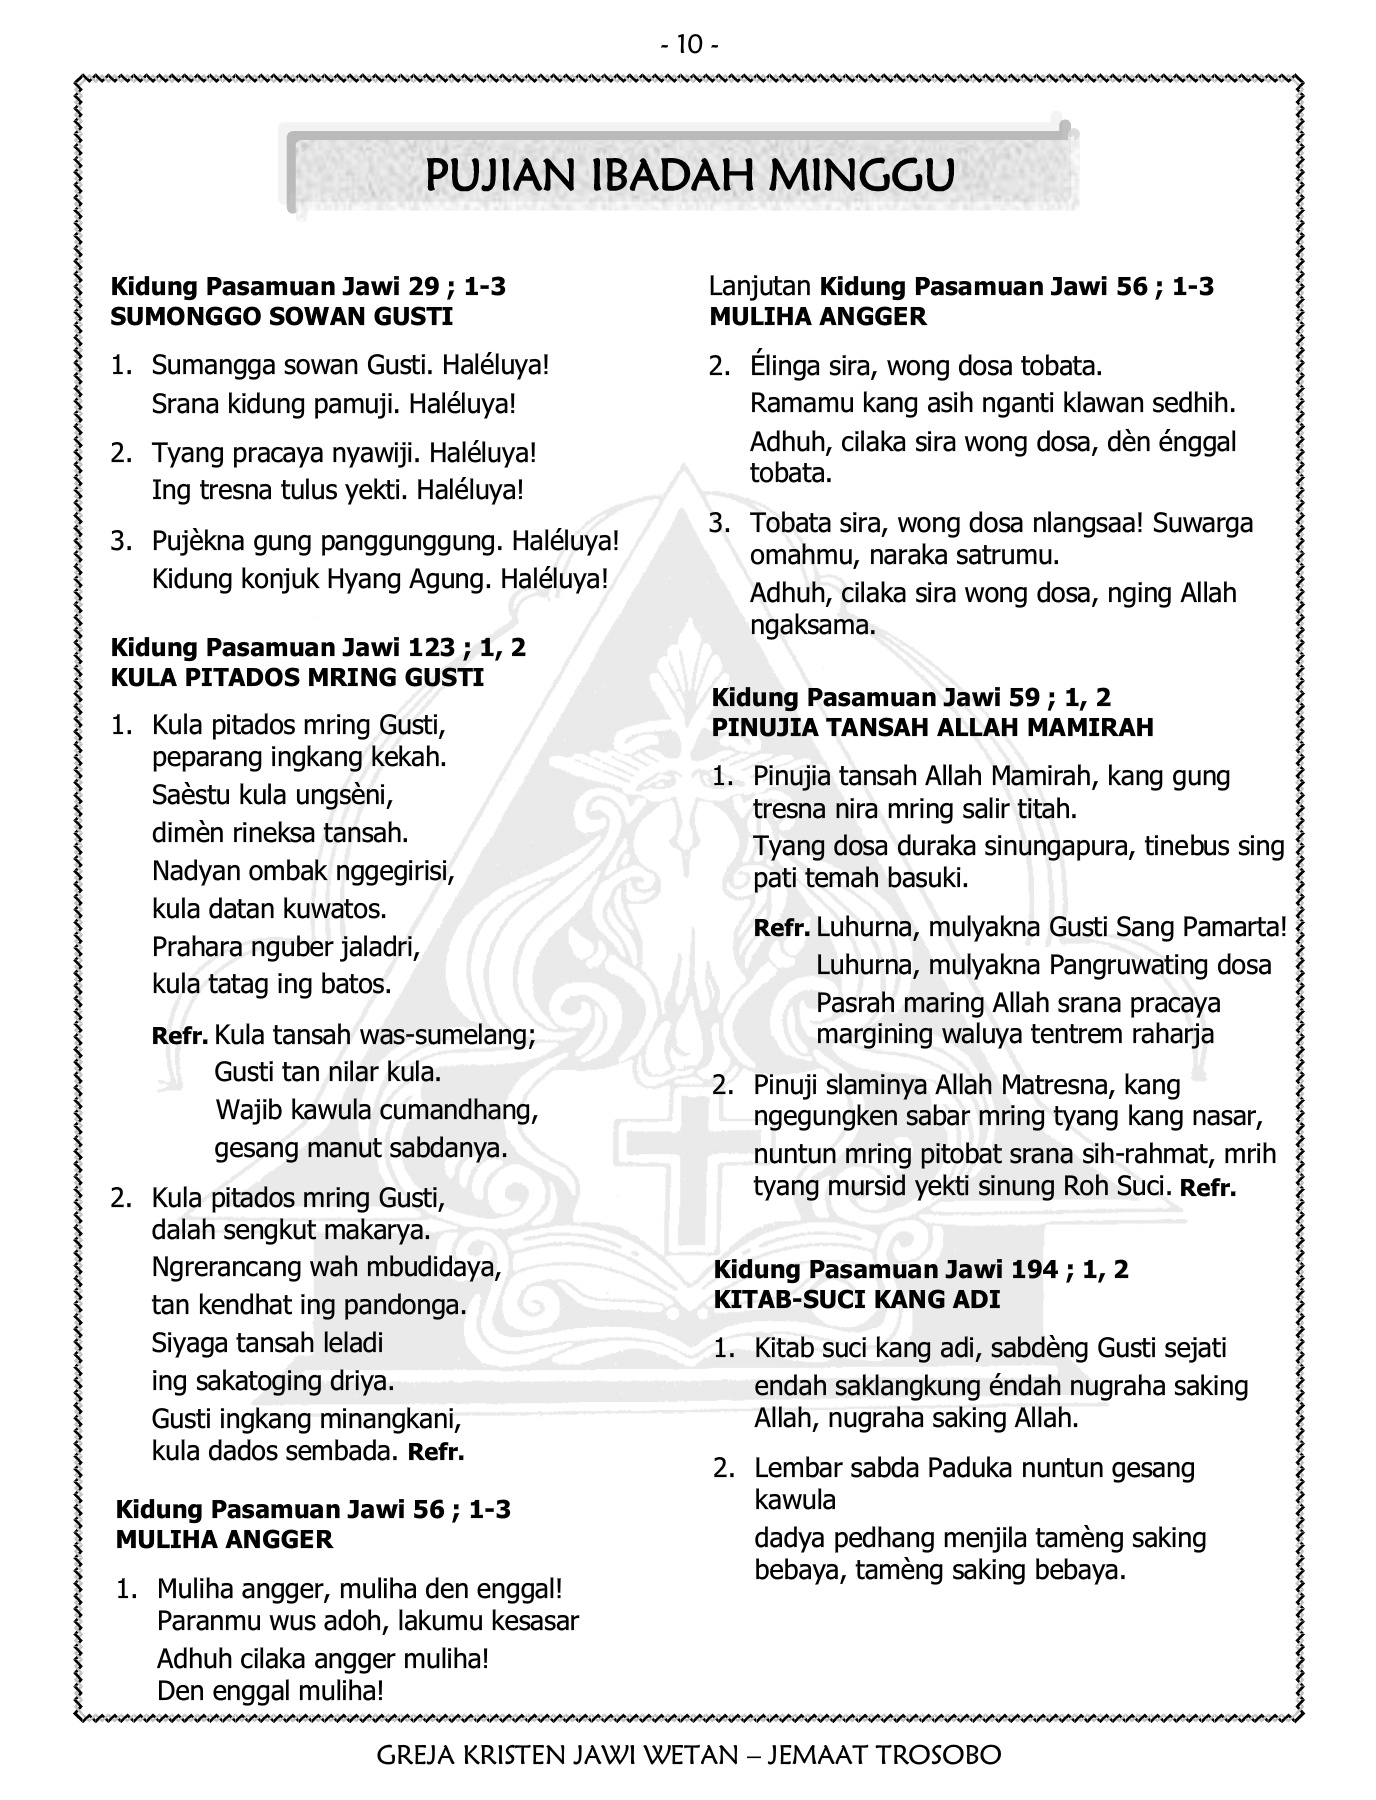 - 10 -
PUJIAN IBADAH MINGGU
Kidung Pasamuan Jawi 29 ; 1-3
SUMONGGO SOWAN GUSTI
1. Sumangga sowan Gusti. Haléluya!
Srana kidung pamuji. Haléluya!
2. Tyang pracaya nyawiji. Haléluya!
Ing tresna tulus yekti. Haléluya!
3. Pujèkna gung panggunggung. Haléluya!
Kidung konjuk Hyang Agung. Haléluya!
Kidung Pasamuan Jawi 123 ; 1, 2
KULA PITADOS MRING GUSTI
1. Kula pitados mring Gusti,
peparang ingkang kekah.
Saèstu kula ungsèni,
dimèn rineksa tansah.
Nadyan ombak nggegirisi,
kula datan kuwatos.
Prahara nguber jaladri,
kula tatag ing batos.
Refr. Kula tansah was-sumelang;
Gusti tan nilar kula.
Wajib kawula cumandhang,
gesang manut sabdanya.
2. Kula pitados mring Gusti,
dalah sengkut makarya.
Ngrerancang wah mbudidaya,
tan kendhat ing pandonga.
Siyaga tansah leladi
ing sakatoging driya.
Gusti ingkang minangkani,
kula dados sembada. Refr.
Kidung Pasamuan Jawi 56 ; 1-3
MULIHA ANGGER
1. Muliha angger, muliha den enggal!
Paranmu wus adoh, lakumu kesasar
Adhuh cilaka angger muliha!
Den enggal muliha!
Lanjutan Kidung Pasamuan Jawi 56 ; 1-3
MULIHA ANGGER
2. Élinga sira, wong dosa tobata.
Ramamu kang asih nganti klawan sedhih.
Adhuh, cilaka sira wong dosa, dèn énggal
tobata.
3. Tobata sira, wong dosa nlangsaa! Suwarga
omahmu, naraka satrumu.
Adhuh, cilaka sira wong dosa, nging Allah
ngaksama.
Kidung Pasamuan Jawi 59 ; 1, 2
PINUJIA TANSAH ALLAH MAMIRAH
1. Pinujia tansah Allah Mamirah, kang gung
tresna nira mring salir titah.
Tyang dosa duraka sinungapura, tinebus sing
pati temah basuki.
Refr. Luhurna, mulyakna Gusti Sang Pamarta!
Luhurna, mulyakna Pangruwating dosa
Pasrah maring Allah srana pracaya
margining waluya tentrem raharja
2. Pinuji slaminya Allah Matresna, kang
ngegungken sabar mring tyang kang nasar,
nuntun mring pitobat srana sih-rahmat, mrih
tyang mursid yekti sinung Roh Suci. Refr.
Kidung Pasamuan Jawi 194 ; 1, 2
KITAB-SUCI KANG ADI
1. Kitab suci kang adi, sabdèng Gusti sejati
endah saklangkung éndah nugraha saking
Allah, nugraha saking Allah.
2. Lembar sabda Paduka nuntun gesang
kawula
dadya pedhang menjila tamèng saking
bebaya, tamèng saking bebaya.
GREJA KRISTEN JAWI WETAN – JEMAAT TROSOBO